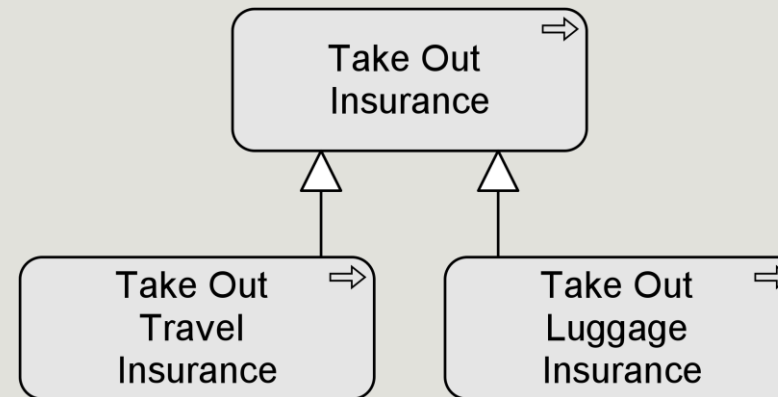 Take Out
Insurance
Take Out
Travel
Insurance
Take Out
Luggage
Insurance